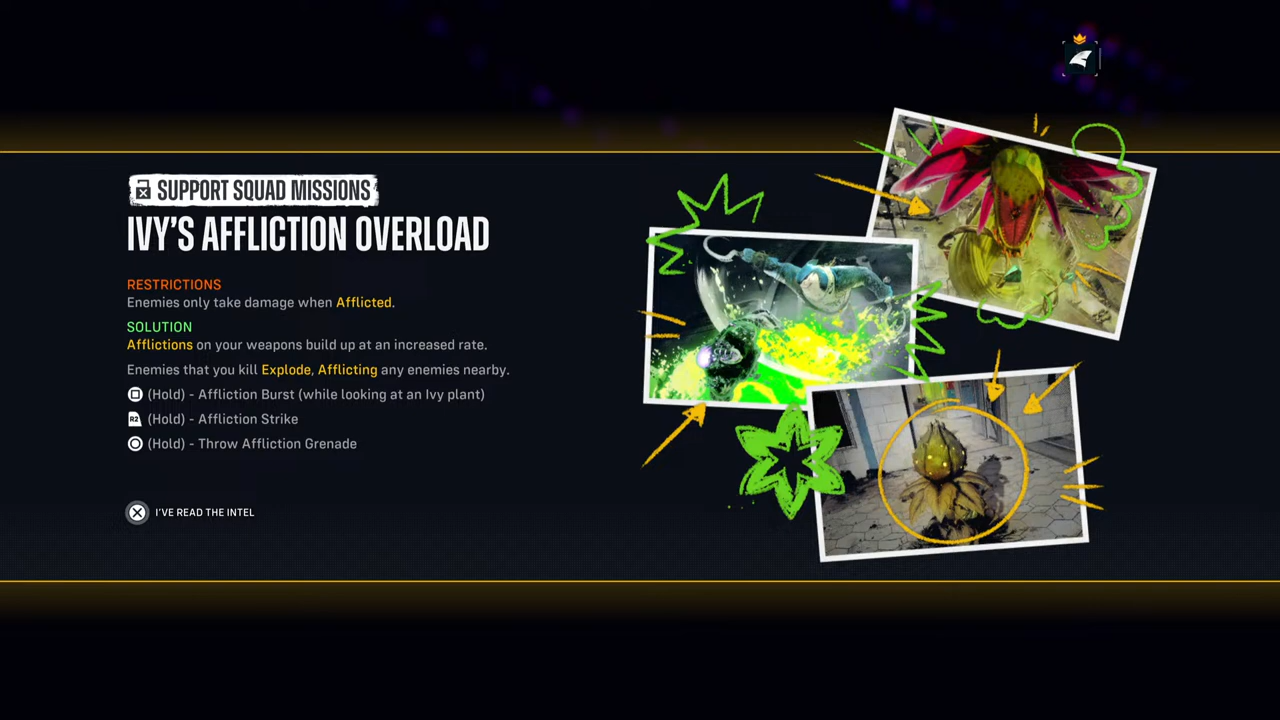 SUPPORT SQUAD MISSIONS
IVY'S AFFLICTION OVERLOAD
RESTRICTIONS
Enemies only take damage when Afflicted.
SOLUTION
Afflictions on your weapons build up at an increased rate.
Enemies that you kill Explode, Afflicting any enemies nearby.
(Hold) - Affliction Burst (while looking at an Ivy plant)
R2 (Hold) - Affliction Strike
(Hold) - Throw Affliction Grenade
I'VE READ THE INTEL